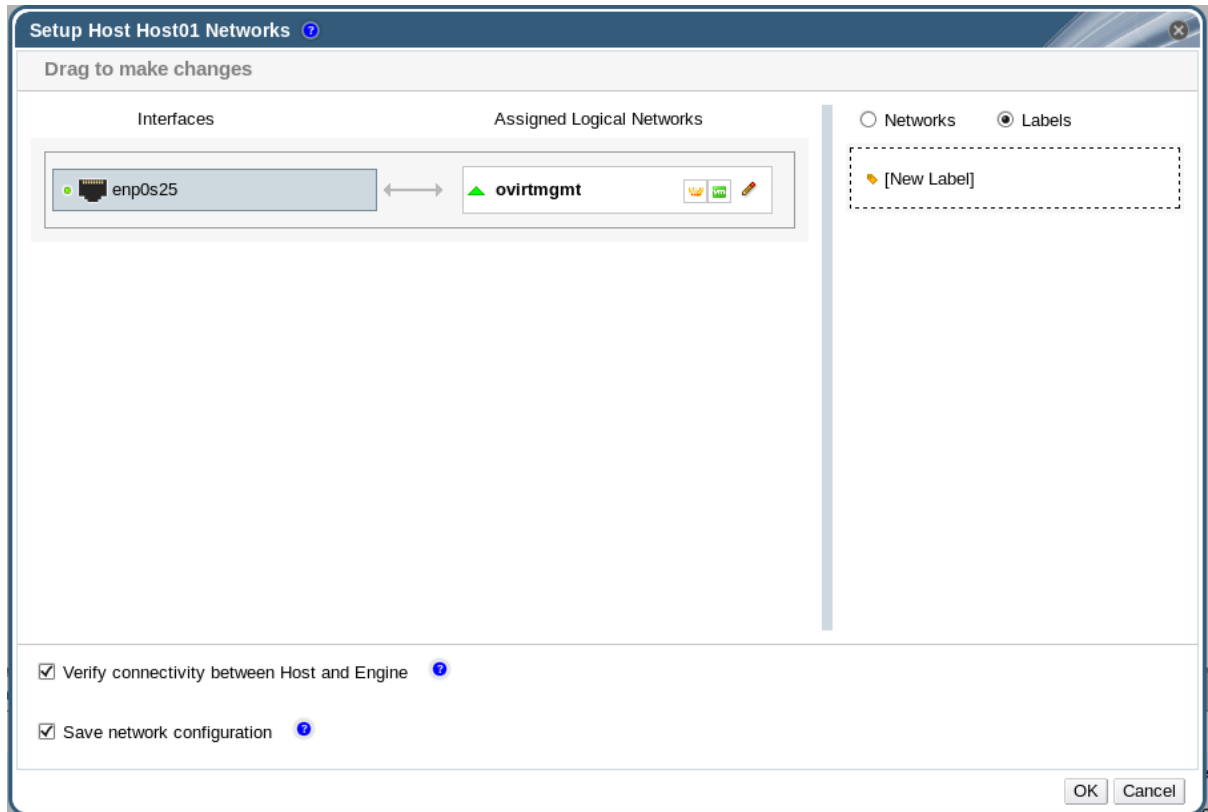 Setup Host Host01 Networks
Drag to make changes
Interfaces
Assigned Logical Networks
Networks
Labels
enp0s25
ovirtmgmt
vm
[New Label]
Verify connectivity between Host and Engine
Save network configuration
OK
Cancel